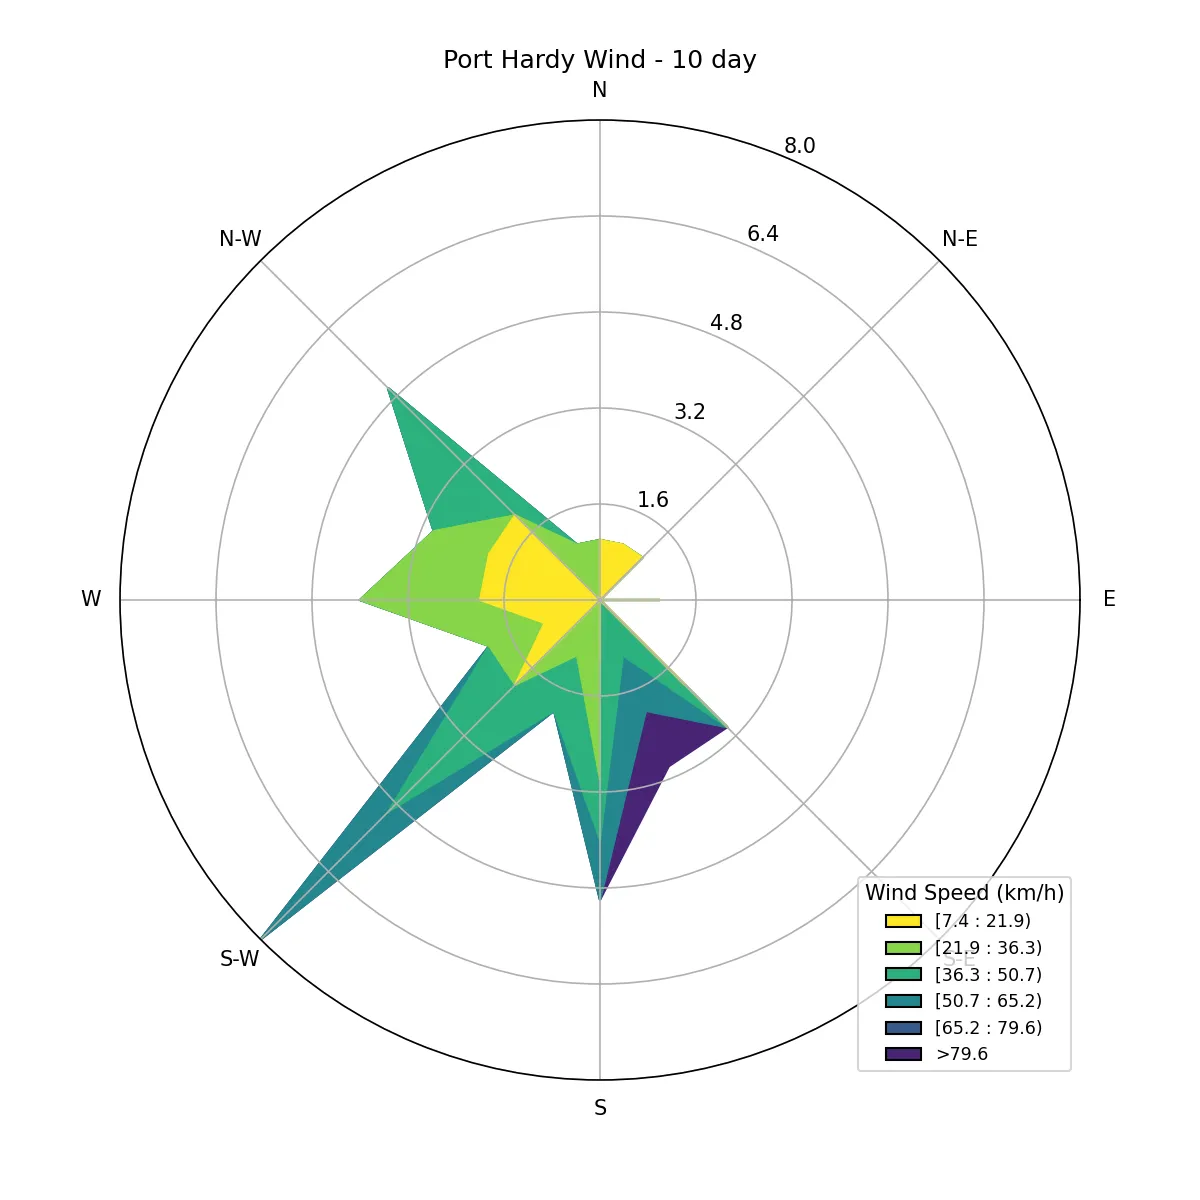 Port Hardy Wind - 10 day
N
8.0
N-W
N-E
6.4
4.8
3.2
1.6
W
E
S-W
S-E
S
Wind Speed (km/h)
[7.4 : 21.9)
[21.9 : 36.3)
[36.3 : 50.7)
[50.7 : 65.2)
[65.2 : 79.6)
>79.6